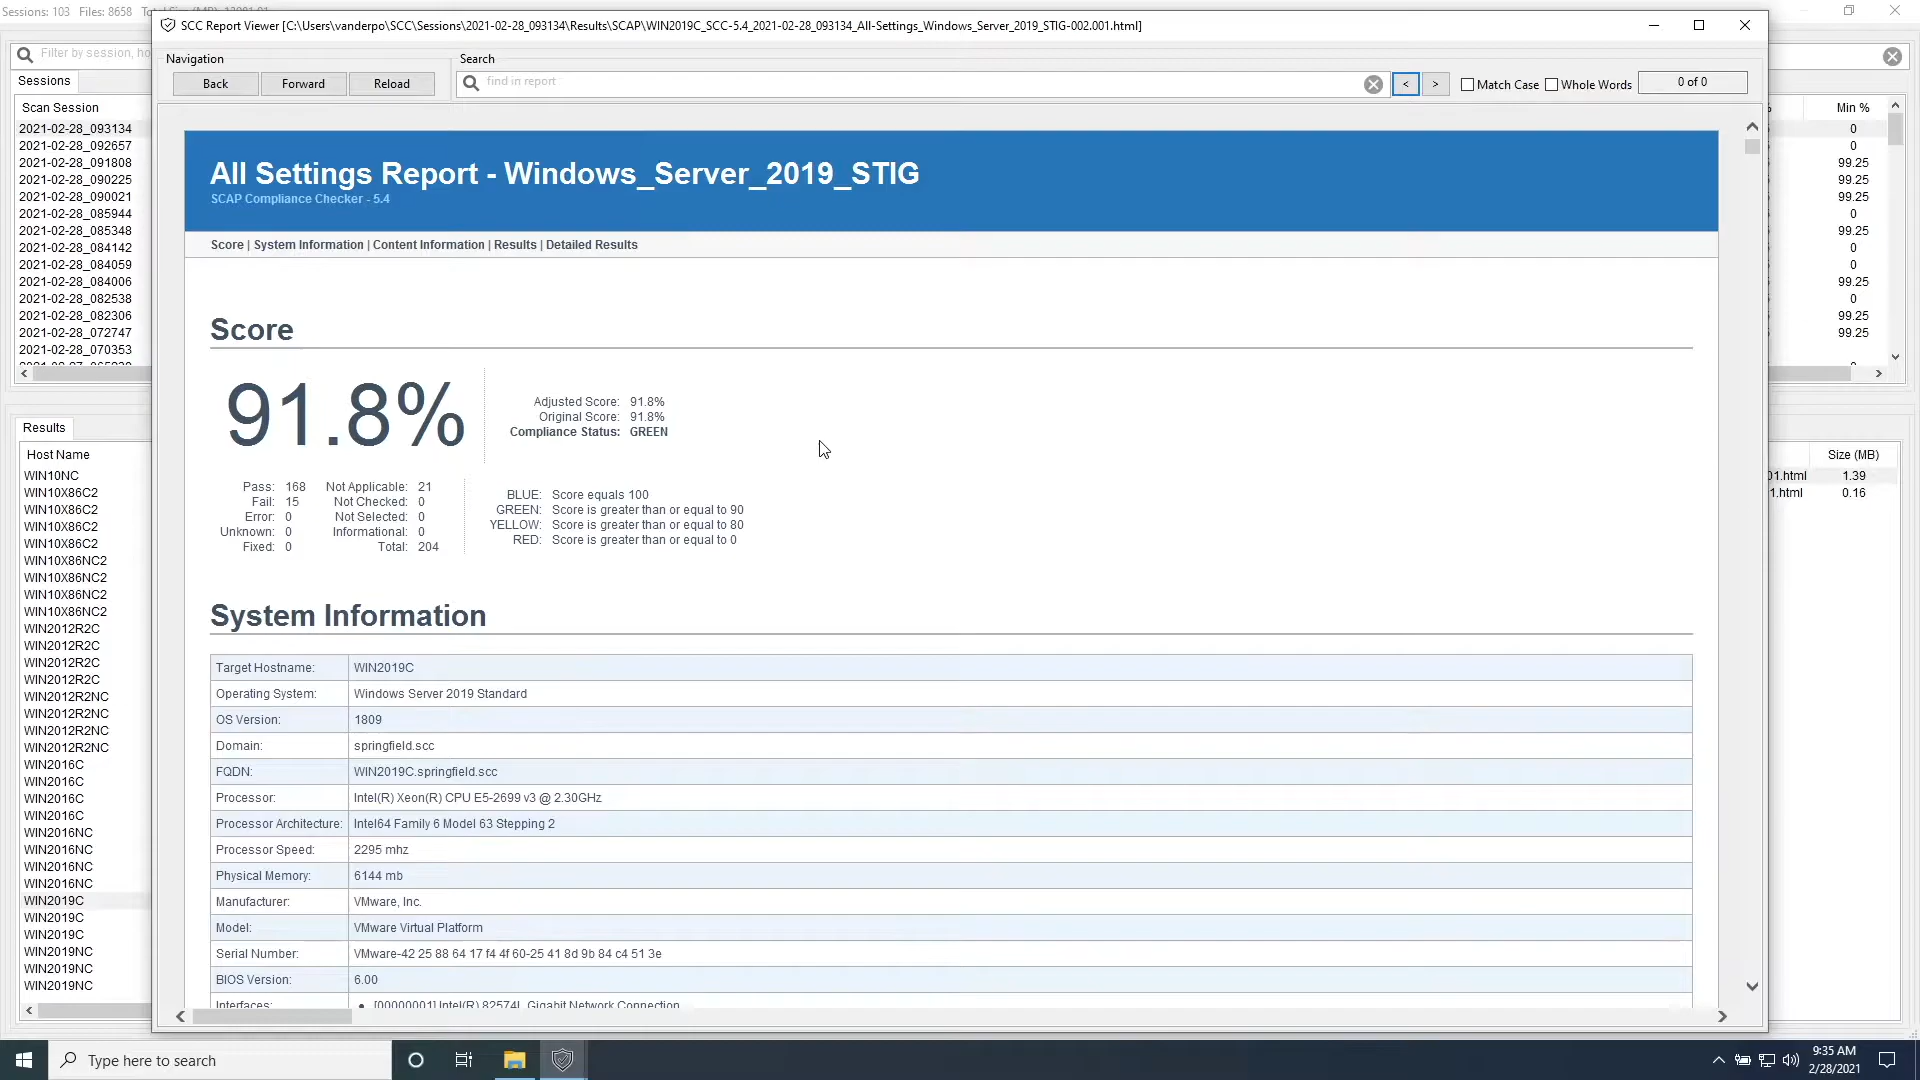 Sessions: 103 Files: 8658
SCC Report Viewer [C:\Users\vanderpo\SCC\Sessions\2021-02-28_093134\Results\SCAP\WIN2019C_SCC-5.4_2021-02-28_093134_All-Settings_Windows_Server_2019_STIG-002.001.html]
Navigation
Search
Filter by session, ho
Back Forward Reload
find in report
< > Match Case Whole Words 0 of 0
Sessions
Scan Session
2021-02-28_093134
2021-02-28_092657
2021-02-28_091808
2021-02-28_090225
2021-02-28_090021
2021-02-28_085944
2021-02-28_085348
2021-02-28_084142
2021-02-28_084059
2021-02-28_084006
2021-02-28_082538
2021-02-28_082306
2021-02-28_072747
2021-02-28_070353
Min %
0
0
99.25
99.25
99.25
0
99.25
0
0
99.25
0
99.25
99.25
Results
Host Name
WIN10NC
WIN10X86C2
WIN10X86C2
WIN10X86C2
WIN10X86C2
WIN10X86NC2
WIN10X86NC2
WIN10X86NC2
WIN10X86NC2
WIN2012R2C
WIN2012R2C
WIN2012R2C
WIN2012R2C
WIN2012R2NC
WIN2012R2NC
WIN2012R2NC
WIN2012R2NC
WIN2016C
WIN2016C
WIN2016C
WIN2016C
WIN2016NC
WIN2016NC
WIN2016NC
WIN2016NC
WIN2019C
WIN2019C
WIN2019C
WIN2019NC
WIN2019NC
WIN2019NC
Size (MB)
01.html 1.39
1.html 0.16
All Settings Report - Windows_Server_2019_STIG
SCAP Compliance Checker - 5.4
Score | System Information | Content Information | Results | Detailed Results
Score
91.8%
Adjusted Score: 91.8%
Original Score: 91.8%
Compliance Status: GREEN
Pass: 168 Not Applicable: 21
Fail: 15 Not Checked: 0
Error: 0 Not Selected: 0
Unknown: 0 Informational: 0
Fixed: 0 Total: 204
BLUE: Score equals 100
GREEN: Score is greater than or equal to 90
YELLOW: Score is greater than or equal to 80
RED: Score is greater than or equal to 0
System Information
Target Hostname: WIN2019C
Operating System: Windows Server 2019 Standard
OS Version: 1809
Domain: springfield.scc
FQDN: WIN2019C.springfield.scc
Processor: Intel(R) Xeon(R) CPU E5-2699 v3 @ 2.30GHz
Processor Architecture: Intel64 Family 6 Model 63 Stepping 2
Processor Speed: 2295 mhz
Physical Memory: 6144 mb
Manufacturer: VMware, Inc.
Model: VMware Virtual Platform
Serial Number: VMware-42 25 88 64 17 f4 4f 60-25 41 8d 9b 84 c4 51 3e
BIOS Version: 6.00
Interfaces: • [00000001] Intel(R) 82574L Gigabit Network Connection
Type here to search
9:35 AM
2/28/2021